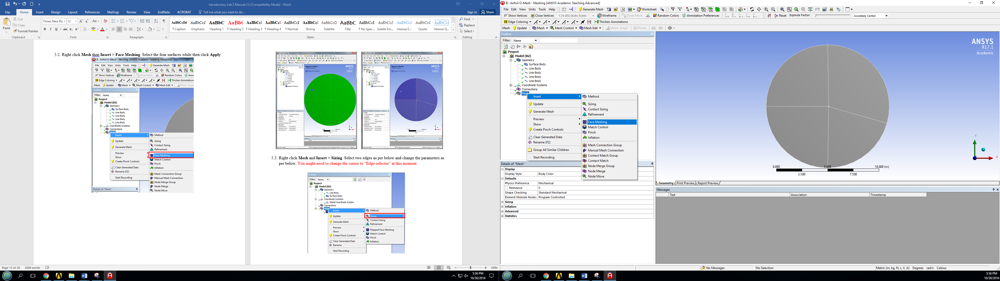 Introductory Lab 2 Manual (1) [Compatibility Mode] - Word
File Home Insert Design Layout References Mailings Review View EndNote ACROBAT Tell me what you want to do... Sign in Share
Paste
Cut
Copy
Format Painter
Clipboard
Times New Ro 12
Font
Paragraph
AaBbCcDd AaBbCcI AaBbC AaBb( AaBbCc] AaBbCcI AaBbCcI AaBbCcI AaBbCcD AaBbC AaBbCcI AaBbCcI AaBbCcI AaBbCcI AaBbCcI
¶ Caption Emphasis Heading 1 ¶ Heading 2 ¶ Heading 3 ¶ Heading 4 ¶ Normal Strong Subtitle Title ¶ No Spac... Subtle Em... Intense E... Quote Intense Q...
Styles
Find
Replace
Select
Editing
5.2. Right click Mesh then Insert > Face Meshing. Select the four surfaces while then click Apply.
B : Airfoil O-Mesh - Meshing [ANSYS Academic Teaching Advanced]
File Edit View Units Tools Help Generate Mesh
Show Vertices Wireframe Show Mesh Random Colors
Edge Coloring Thicken Annotations
Mesh Update Mesh Mesh Control Mesh Edit Metric Graph
Outline
Filter: Name
Project
Model (B2)
Geometry
Surface Body
Line Body
Line Body
Line Body
Line Body
Coordinate Systems
Connections
Insert
Update
Generate Mesh
Preview
Show
Create Pinch Controls
Clear Generated Data
Rename (F2)
Start Recording
Method
Sizing
Contact Sizing
Refinement
Face Meshing
Match Control
Pinch
Inflation
Mesh Connection Group
Manual Mesh Connection
Node Merge Group
Node Merge
Node Move
Details of "Mesh"
ANSYS
ANSYS
5.3. Right click Mesh and Insert > Sizing. Select two edges as per below and change the parameters as
per below. You might need to change the cursor to "Edge selector" at this moment.
Outline
Filter: Name
Project
Model (B2)
Geometry
Line Body
Surface Body
Coordinate Systems
Global Coordinate System
Connections
Insert
Update
Generate Mesh
Preview
Show
Create Pinch Controls
Clear Generated Data
Rename
Start Recording
Method
Sizing
Contact Sizing
Refinement
Mapped Face Meshing
Match Control
Pinch
Inflation
Page 15 of 38 2608 words
100%
5:56 PM
10/30/2016
B : Airfoil O-Mesh - Meshing [ANSYS Academic Teaching Advanced]
File Edit View Units Tools Help Generate Mesh Worksheet
Show Vertices Close Vertices 1.7e-002 (Auto Scale) Wireframe Show Mesh Random Colors Annotation Preferences Reset Explode Factor: Assembly Center
Edge Coloring Thicken Annotations
Mesh Update Mesh Mesh Control Mesh Edit Metric Graph Probe
Outline
Filter: Name
Project
Model (B2)
Geometry
Surface Body
Line Body
Line Body
Line Body
Line Body
Coordinate Systems
Connections
Mesh
Insert
Update
Generate Mesh
Preview
Show
Create Pinch Controls
Clear Generated Data
Rename (F2)
Group All Similar Children
Start Recording
Method
Sizing
Contact Sizing
Refinement
Face Meshing
Match Control
Pinch
Inflation
Mesh Connection Group
Manual Mesh Connection
Contact Match Group
Contact Match
Node Merge Group
Node Merge
Node Move
Details of "Mesh"
Display
Display Style Body Color
Defaults
Physics Preference Mechanical
Relevance 0
Shape Checking Standard Mechanical
Element Midside Nodes Program Controlled
Sizing
Inflation
Advanced
Statistics
ANSYS
R17.1
Academic
Y
X
0.000 5.000 10.000 (m)
2.500 7.500
Geometry Print Preview Report Preview
Messages
Text Association Timestamp
No Messages No Selection Metric (m, kg, N, s, V, A) Degrees rad/s Celsius
5:56 PM
10/30/2016